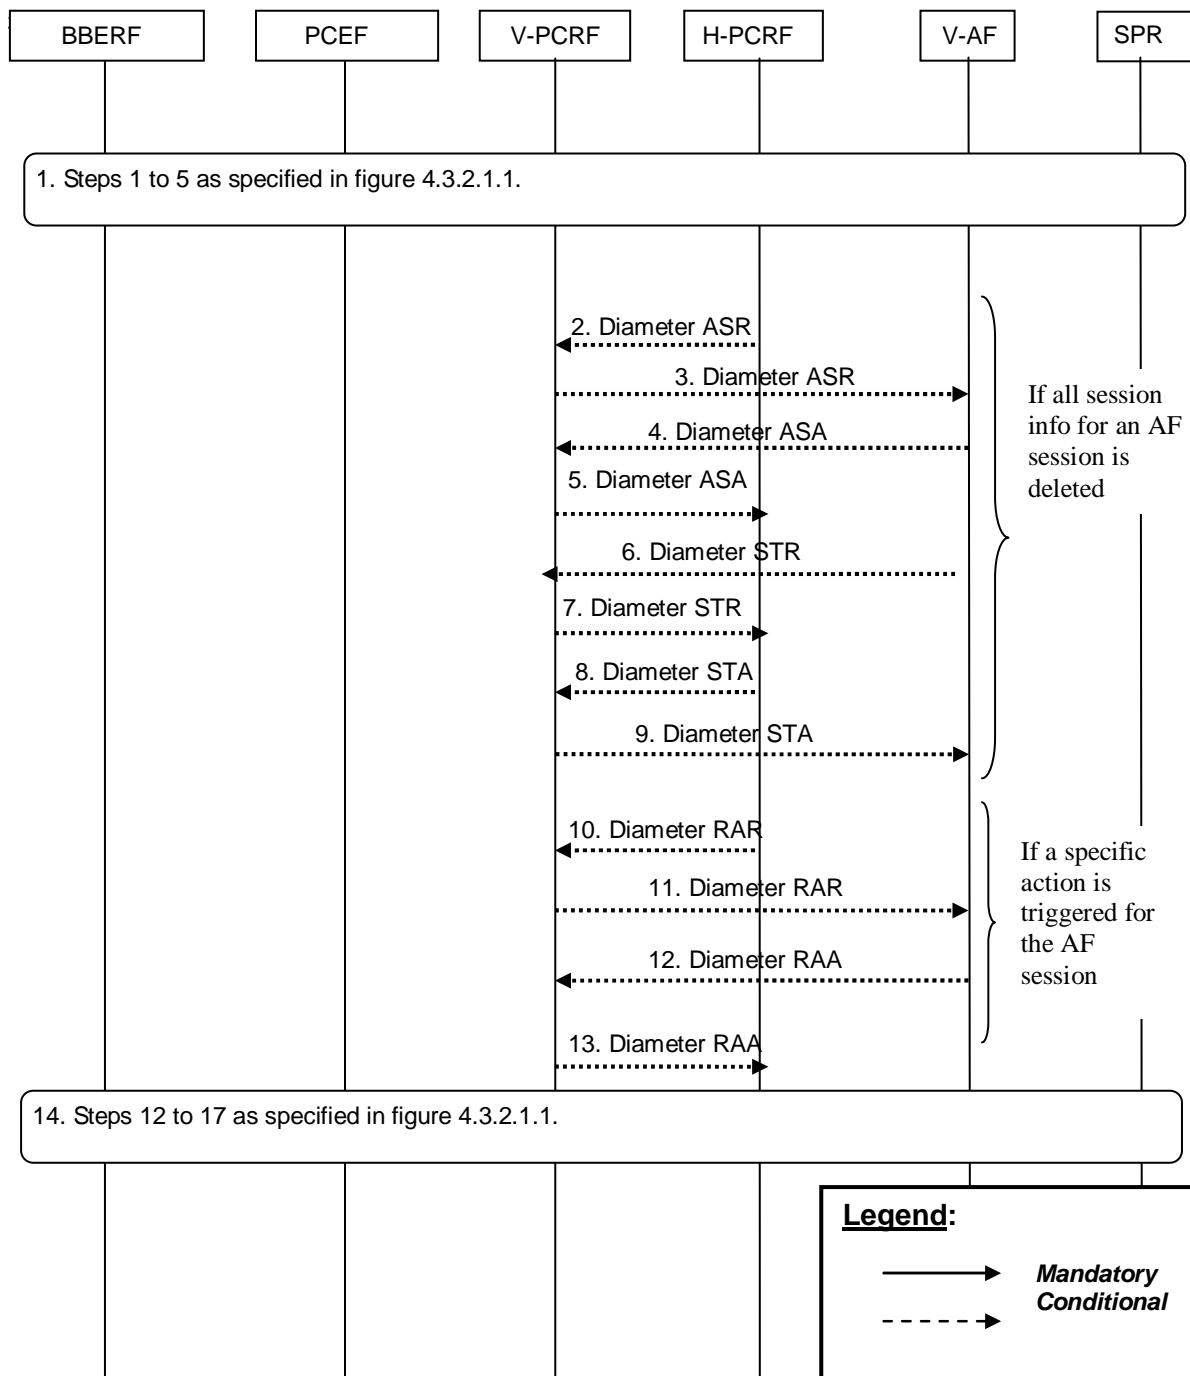 BBERF
PCEF
V-PCRF
H-PCRF
V-AF
SPR
1. Steps 1 to 5 as specified in figure 4.3.2.1.1.
2. Diameter ASR
3. Diameter ASR
4. Diameter ASA
5. Diameter ASA
6. Diameter STR
7. Diameter STR
8. Diameter STA
9. Diameter STA
If all session
info for an AF
session is
deleted
10. Diameter RAR
11. Diameter RAR
12. Diameter RAA
13. Diameter RAA
If a specific
action is
triggered for
the AF
session
14. Steps 12 to 17 as specified in figure 4.3.2.1.1.
Legend:
Mandatory
Conditional